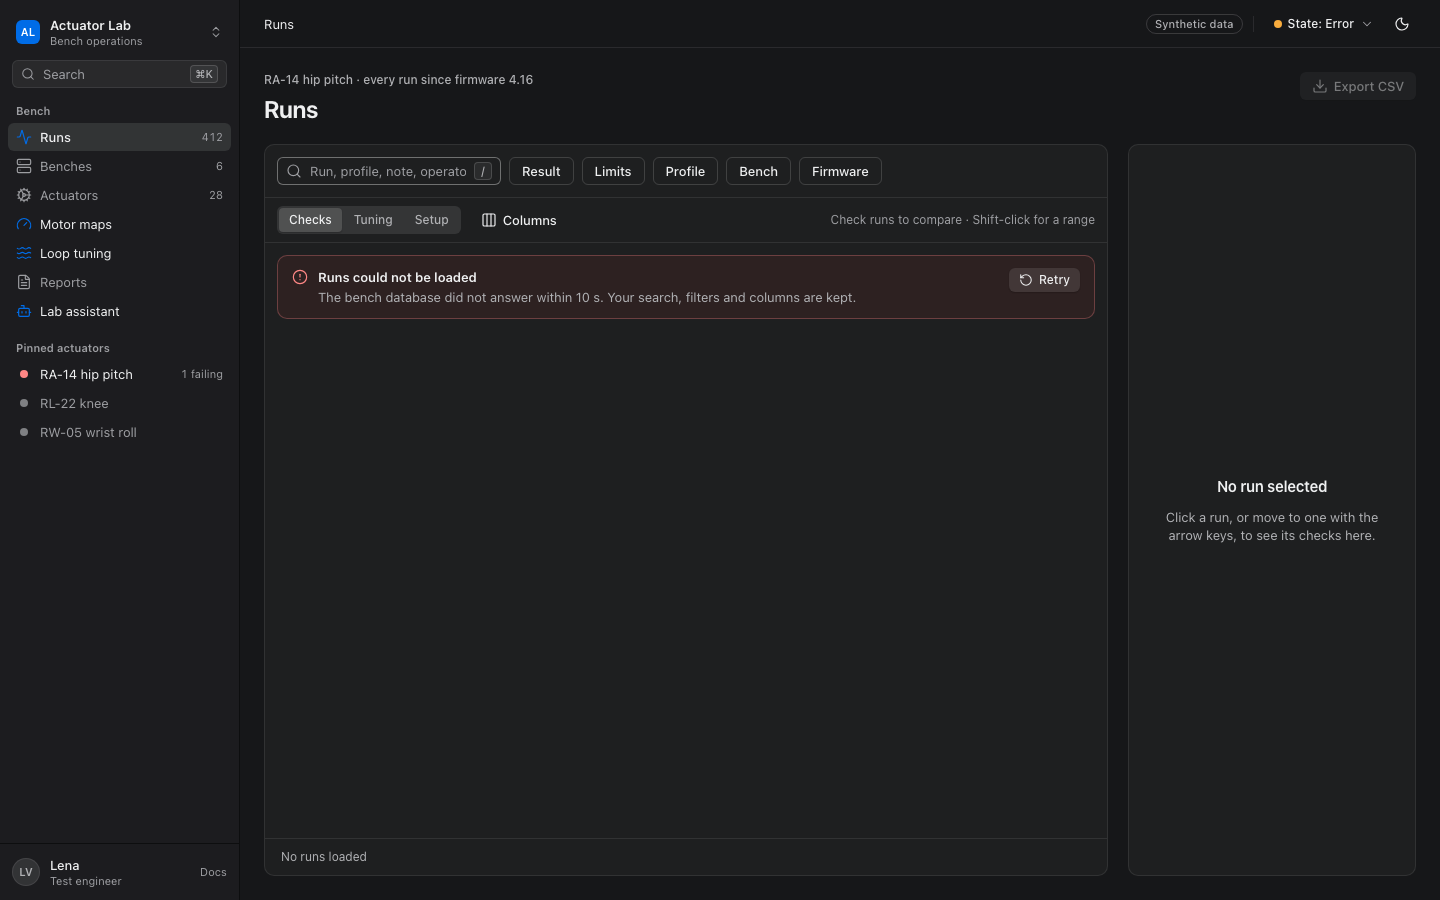 AL
Actuator Lab
Bench operations
Search
⌘K
Bench
Runs
412
Benches
6
Actuators
28
Motor maps
Loop tuning
Reports
Lab assistant
Pinned actuators
RA-14 hip pitch
1 failing
RL-22 knee
RW-05 wrist roll
LV
Lena
Test engineer
Docs
Runs
Synthetic data
State: Error
RA-14 hip pitch · every run since firmware 4.16
Runs
Export CSV
Run, profile, note, operato
/
Result
Limits
Profile
Bench
Firmware
Checks
Tuning
Setup
Columns
Check runs to compare · Shift-click for a range
Runs could not be loaded
The bench database did not answer within 10 s. Your search, filters and columns are kept.
Retry
No runs loaded
No run selected
Click a run, or move to one with the
arrow keys, to see its checks here.